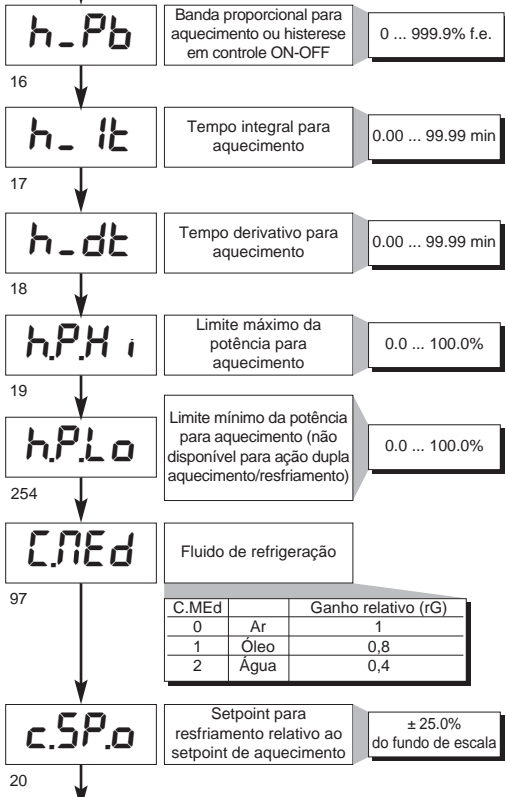 h_Pb
Banda proporcional para
aquecimento ou histerese
em controle ON-OFF
0 ... 999.9% f.e.
16
h_ It
Tempo integral para
aquecimento
0.00 ... 99.99 min
17
h_dt
Tempo derivativo para
aquecimento
0.00 ... 99.99 min
18
h.P.H i
Limite máximo da
potência para
aquecimento
0.0 ... 100.0%
19
h.P.L o
Limite mínimo da potência
para aquecimento (não
disponível para ação dupla
aquecimento/resfriamento)
0.0 ... 100.0%
254
C.MEd
Fluido de refrigeração
97
C.MEd Ganho relativo (rG)
0 Ar 1
1 Óleo 0,8
2 Água 0,4
c.SP.o
Setpoint para
resfriamento relativo ao
setpoint de aquecimento
± 25.0%
do fundo de escala
20